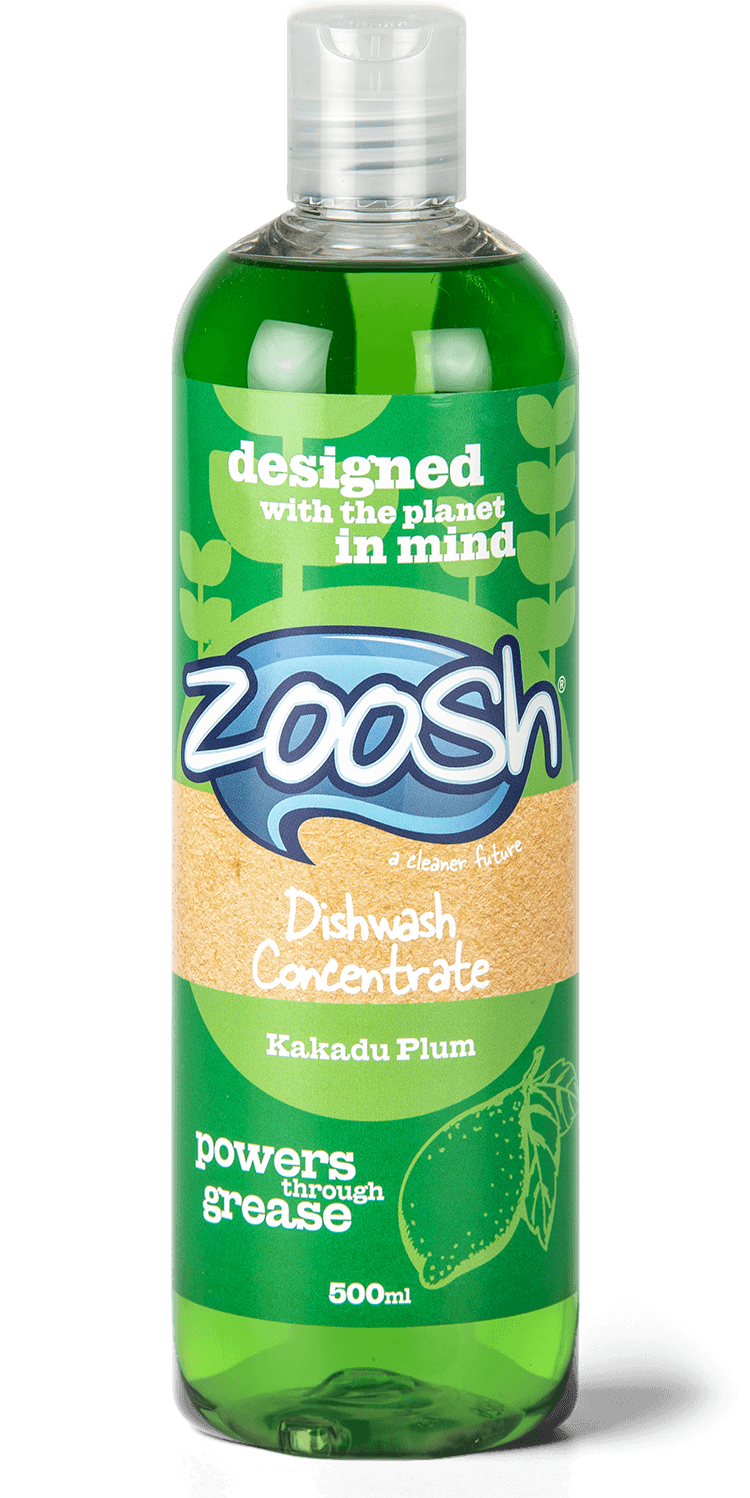 designed
with the planet
in mind
zoosh®
a cleaner future
Dishwash
Concentrate
Kakadu Plum
powers
through
grease
500ml